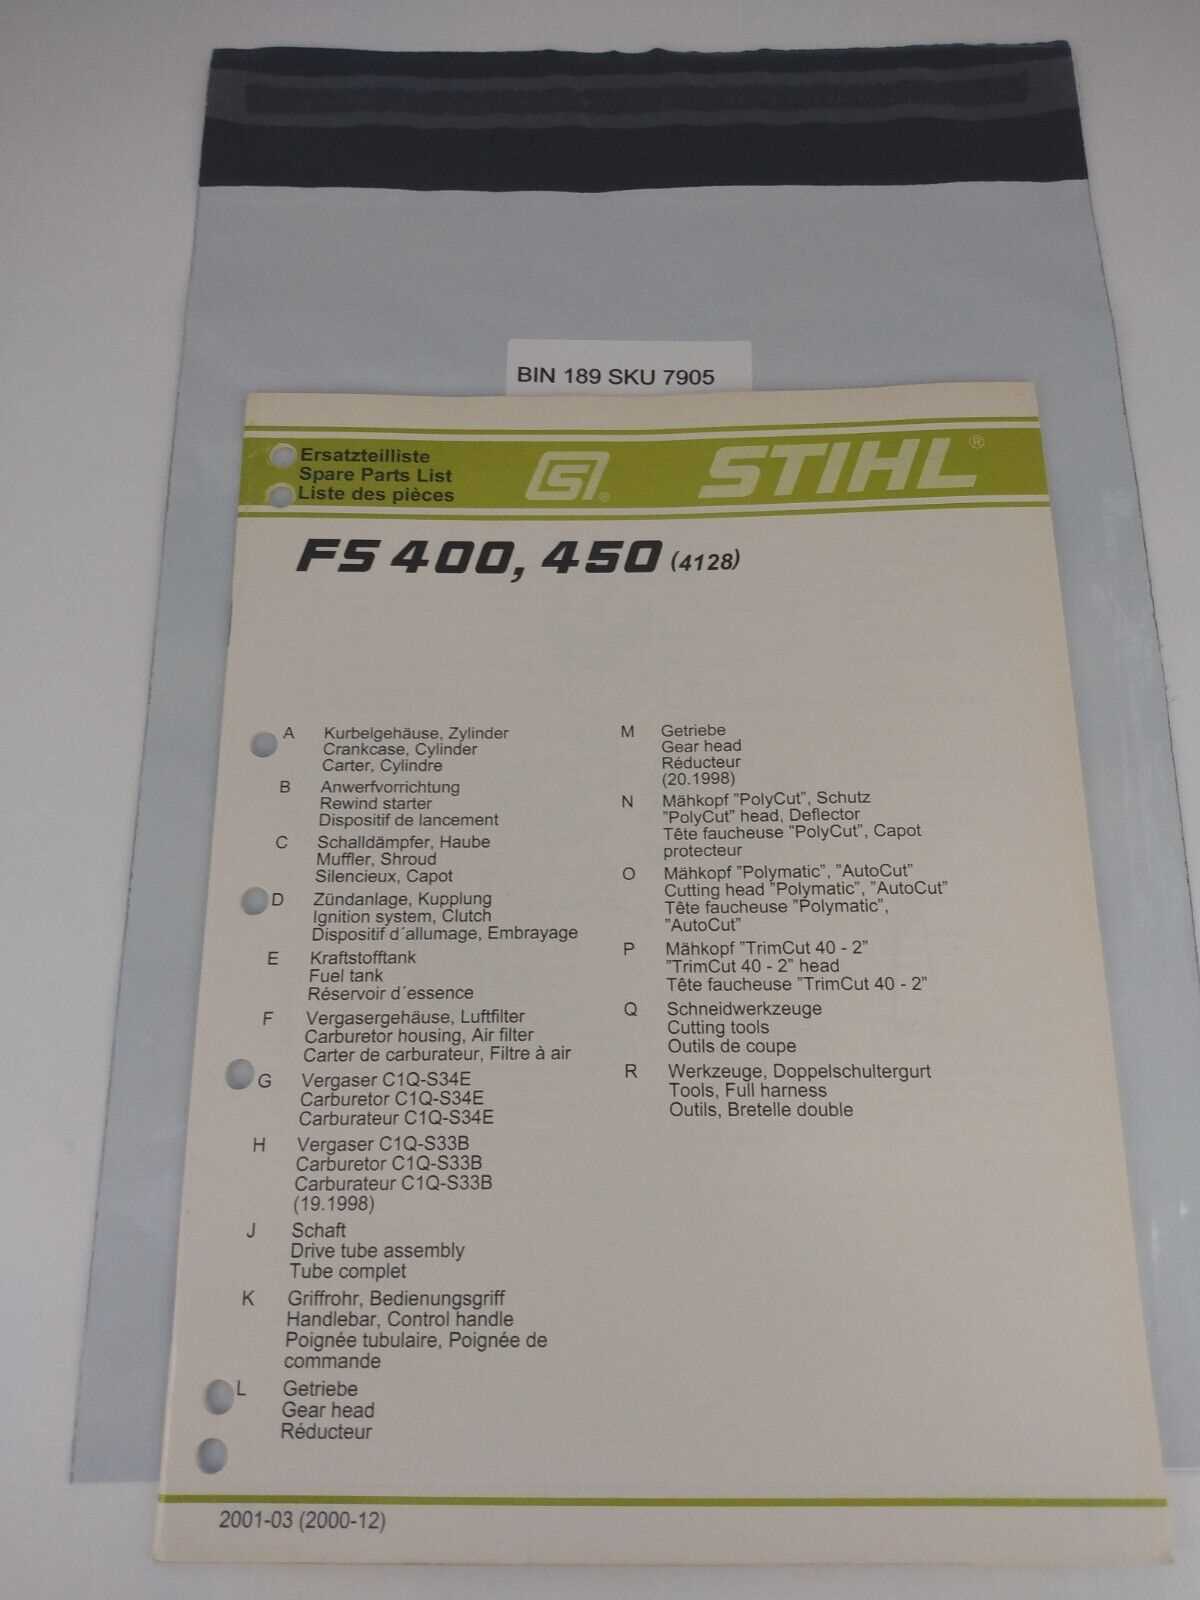 BIN 189 SKU 7905
Ersatzteilliste
Spare Parts List
Liste des pièces
STIHL®
FS 400, 450 (4128)
A Kurbelgehäuse, Zylinder
Crankcase, Cylinder
Carter, Cylindre
B Anwerfvorrichtung
Rewind starter
Dispositif de lancement
C Schalldämpfer, Haube
Muffler, Shroud
Silencieux, Capot
D Zündanlage, Kupplung
Ignition system, Clutch
Dispositif d´allumage, Embrayage
E Kraftstofftank
Fuel tank
Réservoir d´essence
F Vergasergehäuse, Luftfilter
Carburetor housing, Air filter
Carter de carburateur, Filtre à air
G Vergaser C1Q-S34E
Carburetor C1Q-S34E
Carburateur C1Q-S34E
H Vergaser C1Q-S33B
Carburetor C1Q-S33B
Carburateur C1Q-S33B
(19.1998)
J Schaft
Drive tube assembly
Tube complet
K Griffrohr, Bedienungsgriff
Handlebar, Control handle
Poignée tubulaire, Poignée de
commande
L Getriebe
Gear head
Réducteur
M Getriebe
Gear head
Réducteur
(20.1998)
N Mähkopf ”PolyCut”, Schutz
”PolyCut” head, Deflector
Tête faucheuse ”PolyCut”, Capot
protecteur
O Mähkopf ”Polymatic”, ”AutoCut”
Cutting head ”Polymatic”, ”AutoCut”
Tête faucheuse ”Polymatic”,
”AutoCut”
P Mähkopf ”TrimCut 40 - 2”
”TrimCut 40 - 2” head
Tête faucheuse ”TrimCut 40 - 2”
Q Schneidwerkzeuge
Cutting tools
Outils de coupe
R Werkzeuge, Doppelschultergurt
Tools, Full harness
Outils, Bretelle double
2001-03 (2000-12)